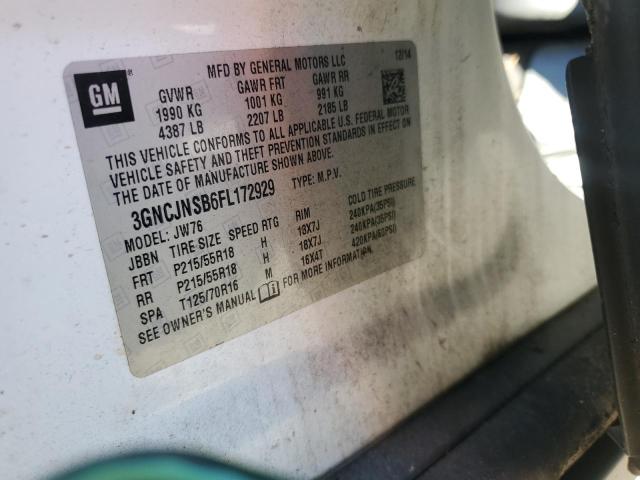 GM
MFD BY GENERAL MOTORS LLC 12/14
GVWR GAWR FRT GAWR RR
1990 KG 1001 KG 991 KG
4387 LB 2207 LB 2185 LB
THIS VEHICLE CONFORMS TO ALL APPLICABLE U.S. FEDERAL MOTOR
VEHICLE SAFETY AND THEFT PREVENTION STANDARDS IN EFFECT ON
THE DATE OF MANUFACTURE SHOWN ABOVE.
3GNCJNSB6FL172929 TYPE: M.P.V.
MODEL: JW76
JBBN TIRE SIZE SPEED RTG RIM COLD TIRE PRESSURE
FRT P215/55R18 H 18X7J 240KPA(35PSI)
RR P215/55R18 H 18X7J 240KPA(35PSI)
SPA T125/70R16 M 16X4T 420KPA(60PSI)
SEE OWNER'S MANUAL FOR MORE INFORMATION